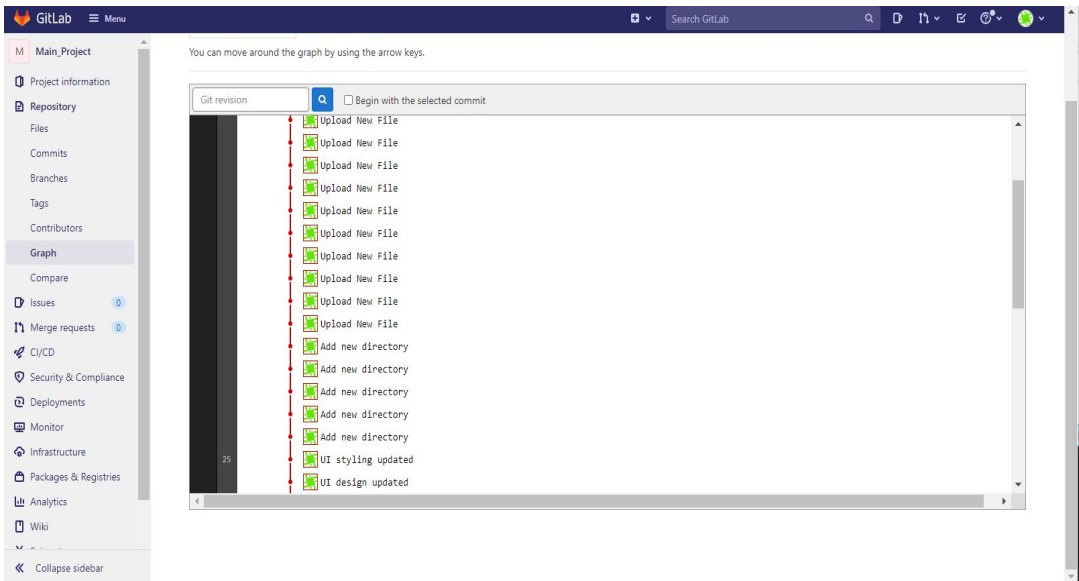 GitLab Menu Search GitLab
M Main_Project
You can move around the graph by using the arrow keys.
Project information
Repository
Files
Commits
Branches
Tags
Contributors
Graph
Compare
Issues 0
Merge requests 0
CI/CD
Security & Compliance
Deployments
Monitor
Infrastructure
Packages & Registries
Analytics
Wiki
Collapse sidebar
Git revision Begin with the selected commit
Upload New File
Upload New File
Upload New File
Upload New File
Upload New File
Upload New File
Upload New File
Upload New File
Upload New File
Upload New File
Add new directory
Add new directory
Add new directory
Add new directory
Add new directory
25 UI styling updated
UI design updated